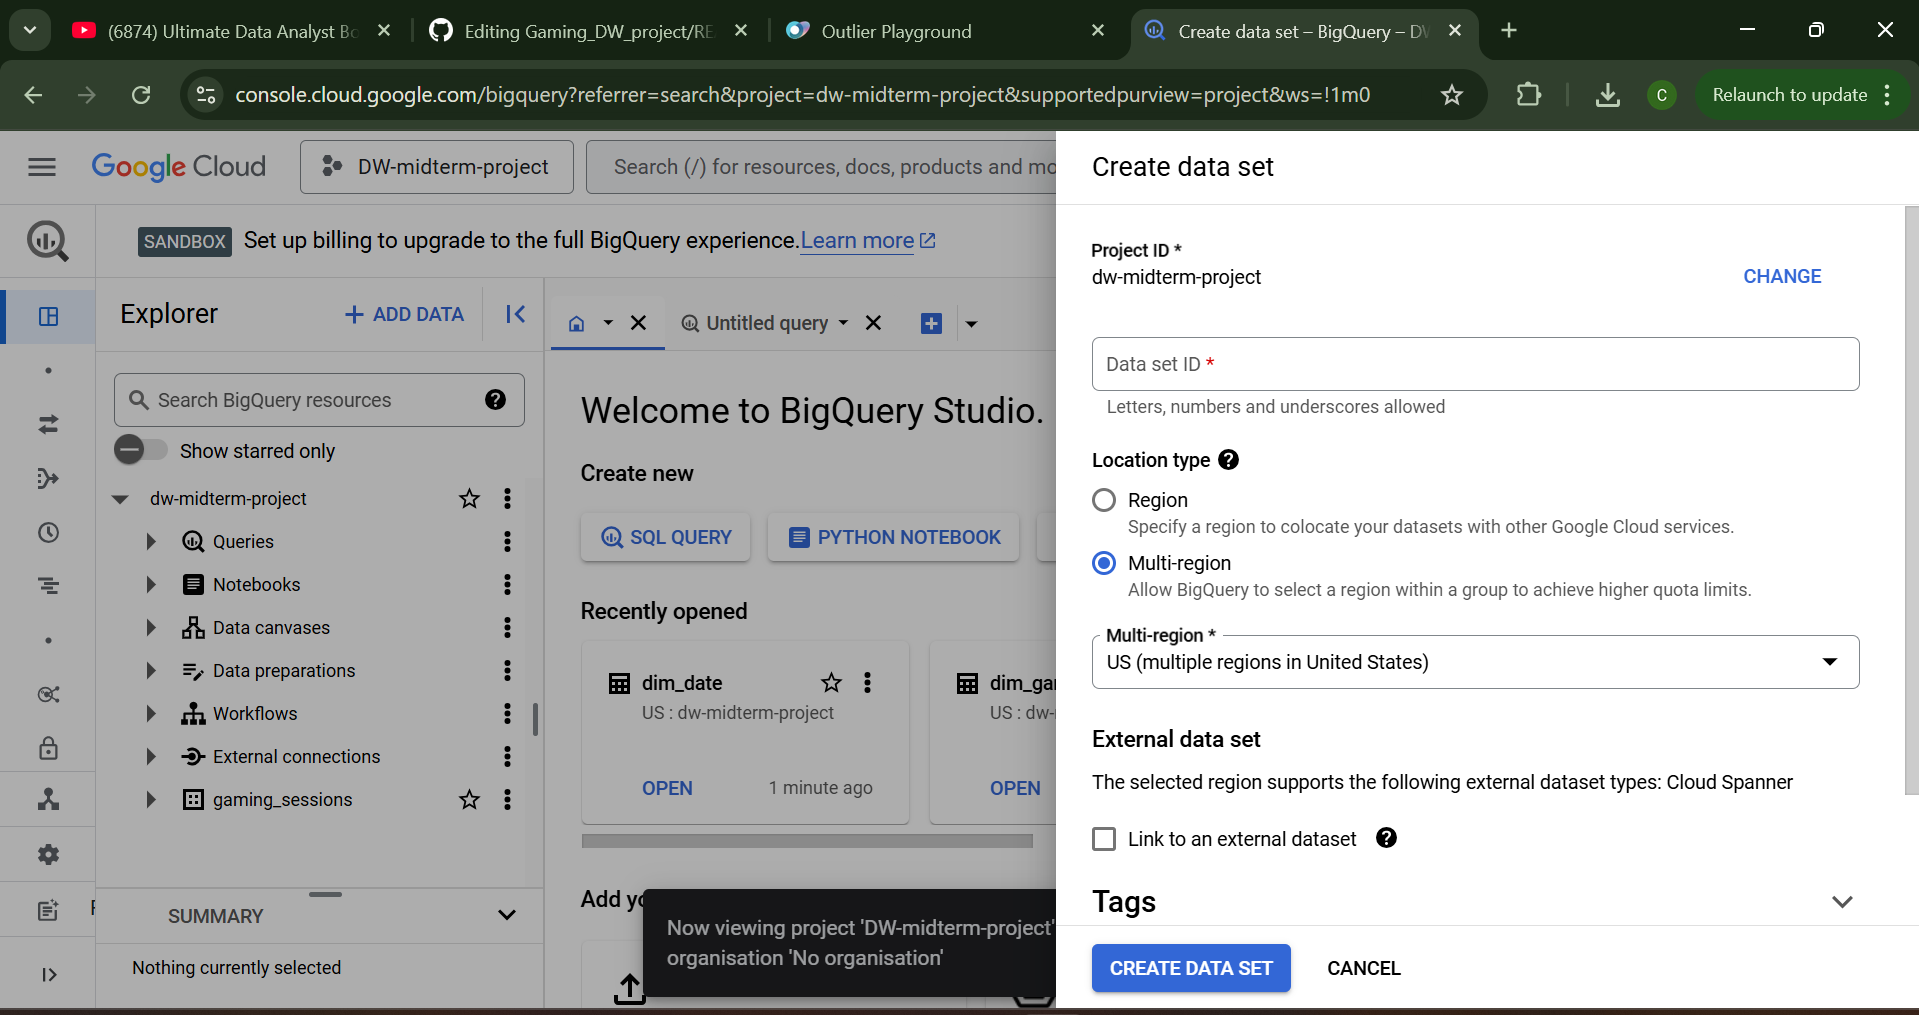 (6874) Ultimate Data Analyst Bo
Editing Gaming_DW_project/RE
Outlier Playground
Create data set – BigQuery – DW
console.cloud.google.com/bigquery?referrer=search&project=dw-midterm-project&supportedpurview=project&ws=!1m0
C
Relaunch to update
Google Cloud
DW-midterm-project
Search (/) for resources, docs, products and mo
SANDBOX Set up billing to upgrade to the full BigQuery experience. Learn more
Explorer
+ ADD DATA
Untitled query
Search BigQuery resources
Show starred only
dw-midterm-project
Queries
Notebooks
Data canvases
Data preparations
Workflows
External connections
gaming_sessions
SUMMARY
Nothing currently selected
Welcome to BigQuery Studio.
Create new
SQL QUERY
PYTHON NOTEBOOK
Recently opened
dim_date
US : dw-midterm-project
OPEN
1 minute ago
dim_gam
US : dw-
OPEN
Add yo
Now viewing project 'DW-midterm-project'
organisation 'No organisation'
Create data set
Project ID *
dw-midterm-project
CHANGE
Data set ID *
Letters, numbers and underscores allowed
Location type
Region
Specify a region to colocate your datasets with other Google Cloud services.
Multi-region
Allow BigQuery to select a region within a group to achieve higher quota limits.
Multi-region *
US (multiple regions in United States)
External data set
The selected region supports the following external dataset types: Cloud Spanner
Link to an external dataset
Tags
CREATE DATA SET
CANCEL